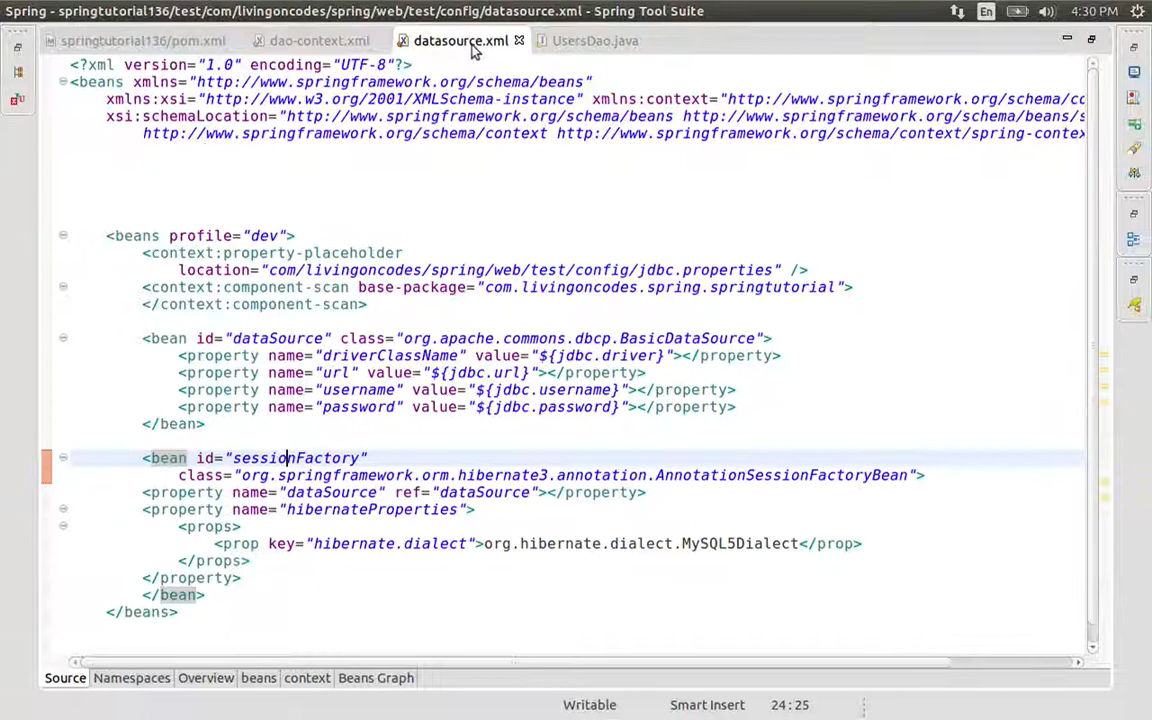 Spring - springtutorial136/test/com/livingoncodes/spring/web/test/config/datasource.xml - Spring Tool Suite
En
4:30 PM
springtutorial136/pom.xml
dao-context.xml
datasource.xml
UsersDao.java
<?xml version="1.0" encoding="UTF-8"?>
<beans xmlns="http://www.springframework.org/schema/beans"
xmlns:xsi="http://www.w3.org/2001/XMLSchema-instance" xmlns:context="http://www.springframework.org/schema/co
xsi:schemaLocation="http://www.springframework.org/schema/beans http://www.springframework.org/schema/beans/s
http://www.springframework.org/schema/context http://www.springframework.org/schema/context/spring-contex
<beans profile="dev">
<context:property-placeholder
location="com/livingoncodes/spring/web/test/config/jdbc.properties" />
<context:component-scan base-package="com.livingoncodes.spring.springtutorial">
</context:component-scan>
<bean id="dataSource" class="org.apache.commons.dbcp.BasicDataSource">
<property name="driverClassName" value="${jdbc.driver}"></property>
<property name="url" value="${jdbc.url}"></property>
<property name="username" value="${jdbc.username}"></property>
<property name="password" value="${jdbc.password}"></property>
</bean>
<bean id="sessionFactory"
class="org.springframework.orm.hibernate3.annotation.AnnotationSessionFactoryBean">
<property name="dataSource" ref="dataSource"></property>
<property name="hibernateProperties">
<props>
<prop key="hibernate.dialect">org.hibernate.dialect.MySQL5Dialect</prop>
</props>
</property>
</bean>
</beans>
Source
Namespaces
Overview
beans
context
Beans Graph
Writable
Smart Insert
24 : 25